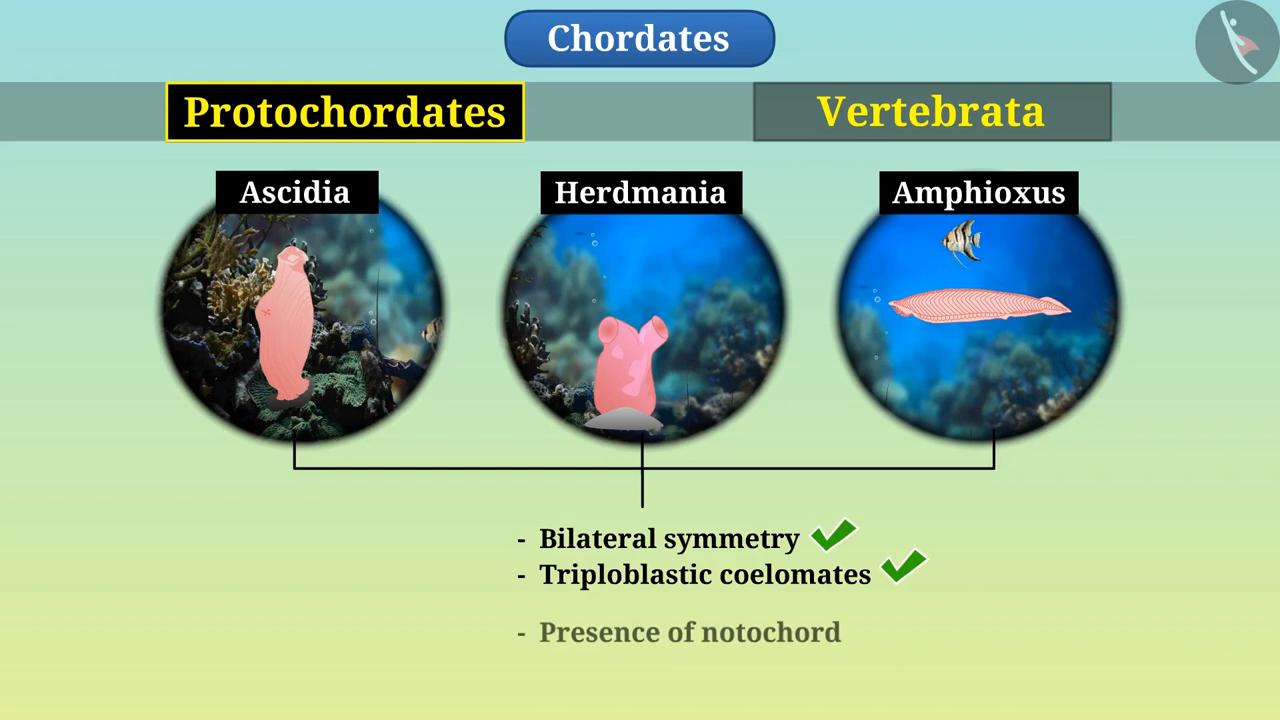 Chordates
Protochordates
Vertebrata
Ascidia
Herdmania
Amphioxus
- Bilateral symmetry
- Triploblastic coelomates
- Presence of notochord